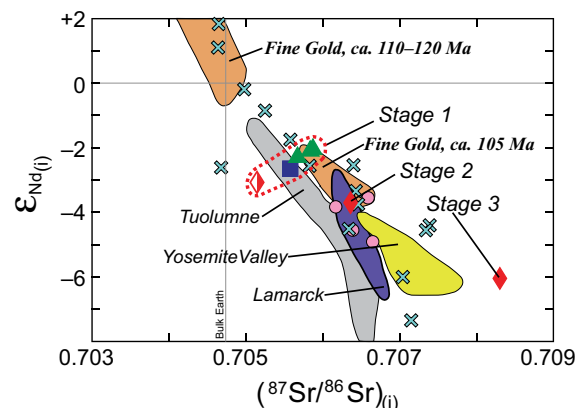 +2
Fine Gold, ca. 110–120 Ma
0
Stage 1
Fine Gold, ca. 105 Ma
-2
Stage 2
εNd(i)
-4
Tuolumne
Stage 3
YosemiteValley
-6
Lamarck
Bulk Earth
0.703 0.705 0.707 0.709
(⁸⁷Sr/⁸⁶Sr)(i)